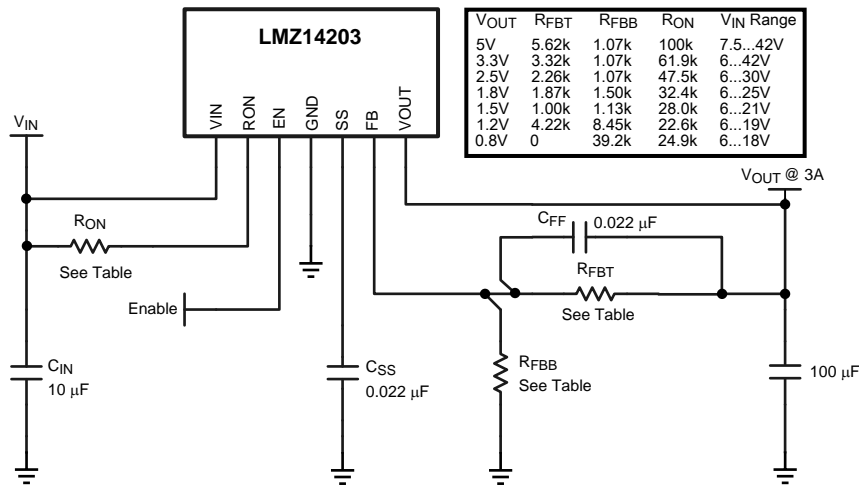 LMZ14203
VIN
RON
EN
GND
SS
FB
VOUT
VOUT RFBT RFBB RON VIN Range
5V 5.62k 1.07k 100k 7.5...42V
3.3V 3.32k 1.07k 61.9k 6...42V
2.5V 2.26k 1.07k 47.5k 6...30V
1.8V 1.87k 1.50k 32.4k 6...25V
1.5V 1.00k 1.13k 28.0k 6...21V
1.2V 4.22k 8.45k 22.6k 6...19V
0.8V 0 39.2k 24.9k 6...18V
VIN
VOUT @ 3A
RON
See Table
Enable
CFF 0.022 μF
RFBT
See Table
CIN
10 μF
CSS
0.022 μF
RFBB
See Table
100 μF